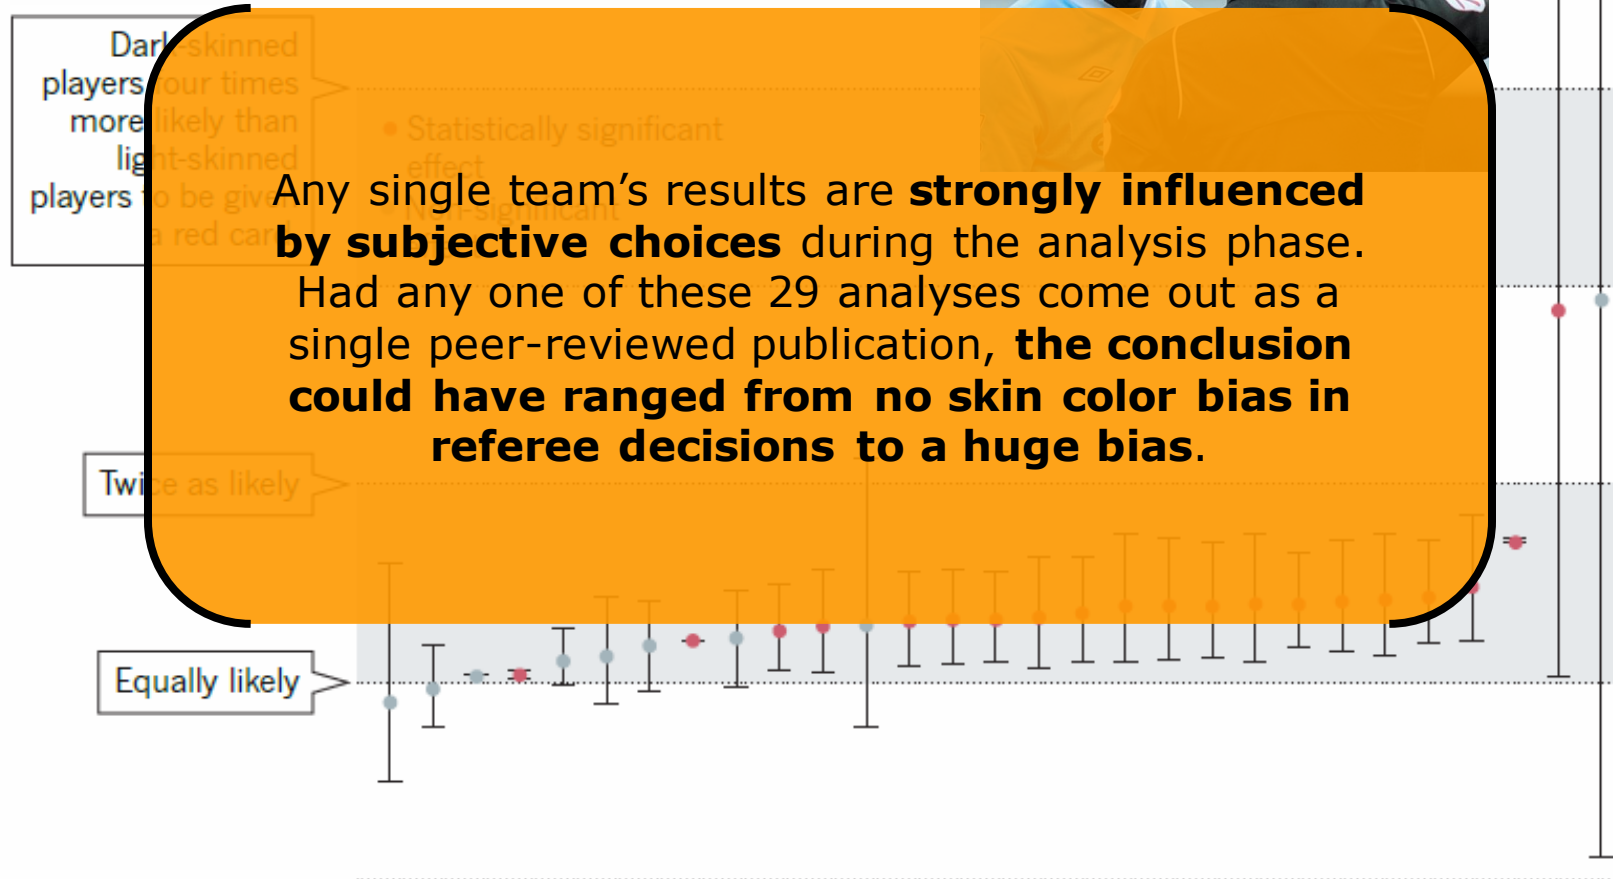 Dark-skinned
players four times
more likely than
light-skinned
players to be given
a red card
Statistically significant
effect
Non-significant
Any single team’s results are strongly influenced
by subjective choices during the analysis phase.
Had any one of these 29 analyses come out as a
single peer-reviewed publication, the conclusion
could have ranged from no skin color bias in
referee decisions to a huge bias.
Twice as likely
Equally likely